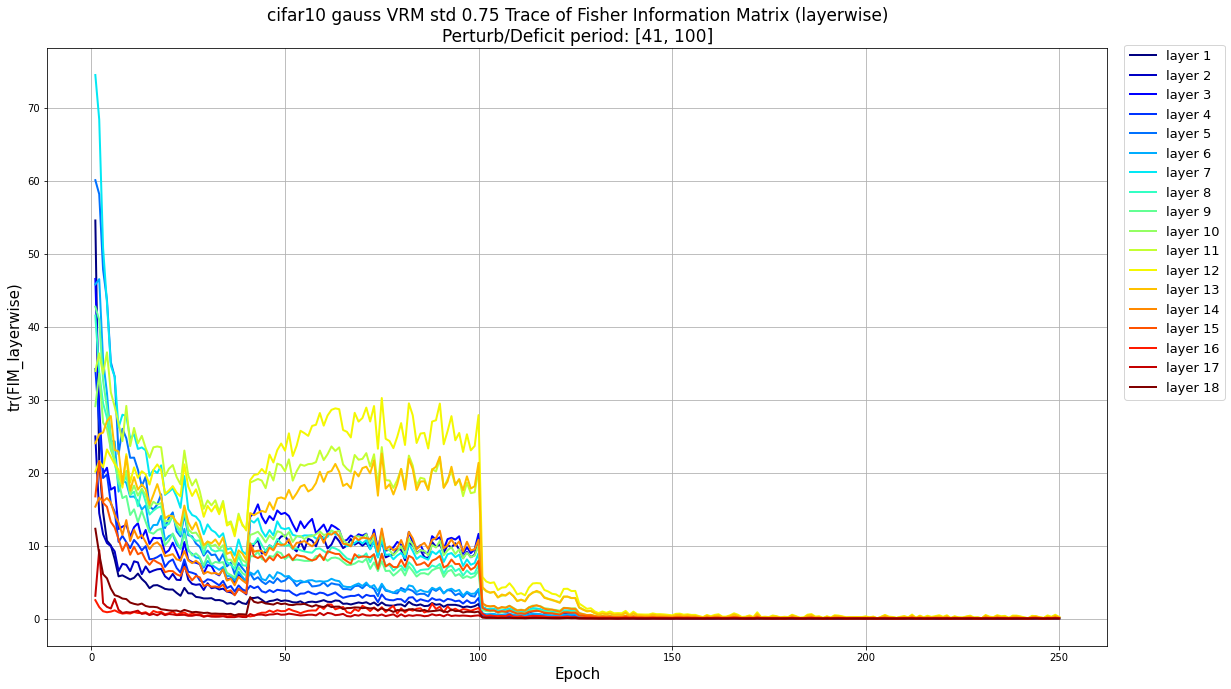 cifar10 gauss VRM std 0.75 Trace of Fisher Information Matrix (layerwise)
Perturb/Deficit period: [41, 100]
tr(FIM_layerwise)
70
60
50
40
30
20
10
0
0
50
100
150
200
250
Epoch
layer 1
layer 2
layer 3
layer 4
layer 5
layer 6
layer 7
layer 8
layer 9
layer 10
layer 11
layer 12
layer 13
layer 14
layer 15
layer 16
layer 17
layer 18